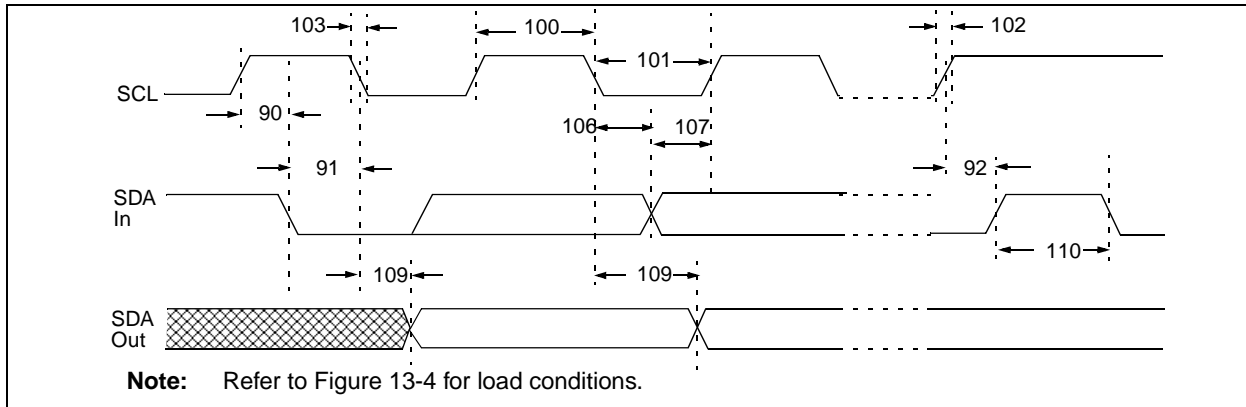 103
100
101
102
SCL
90
106
107
91
92
SDA
In
109
109
110
SDA
Out
Note: Refer to Figure 13-4 for load conditions.